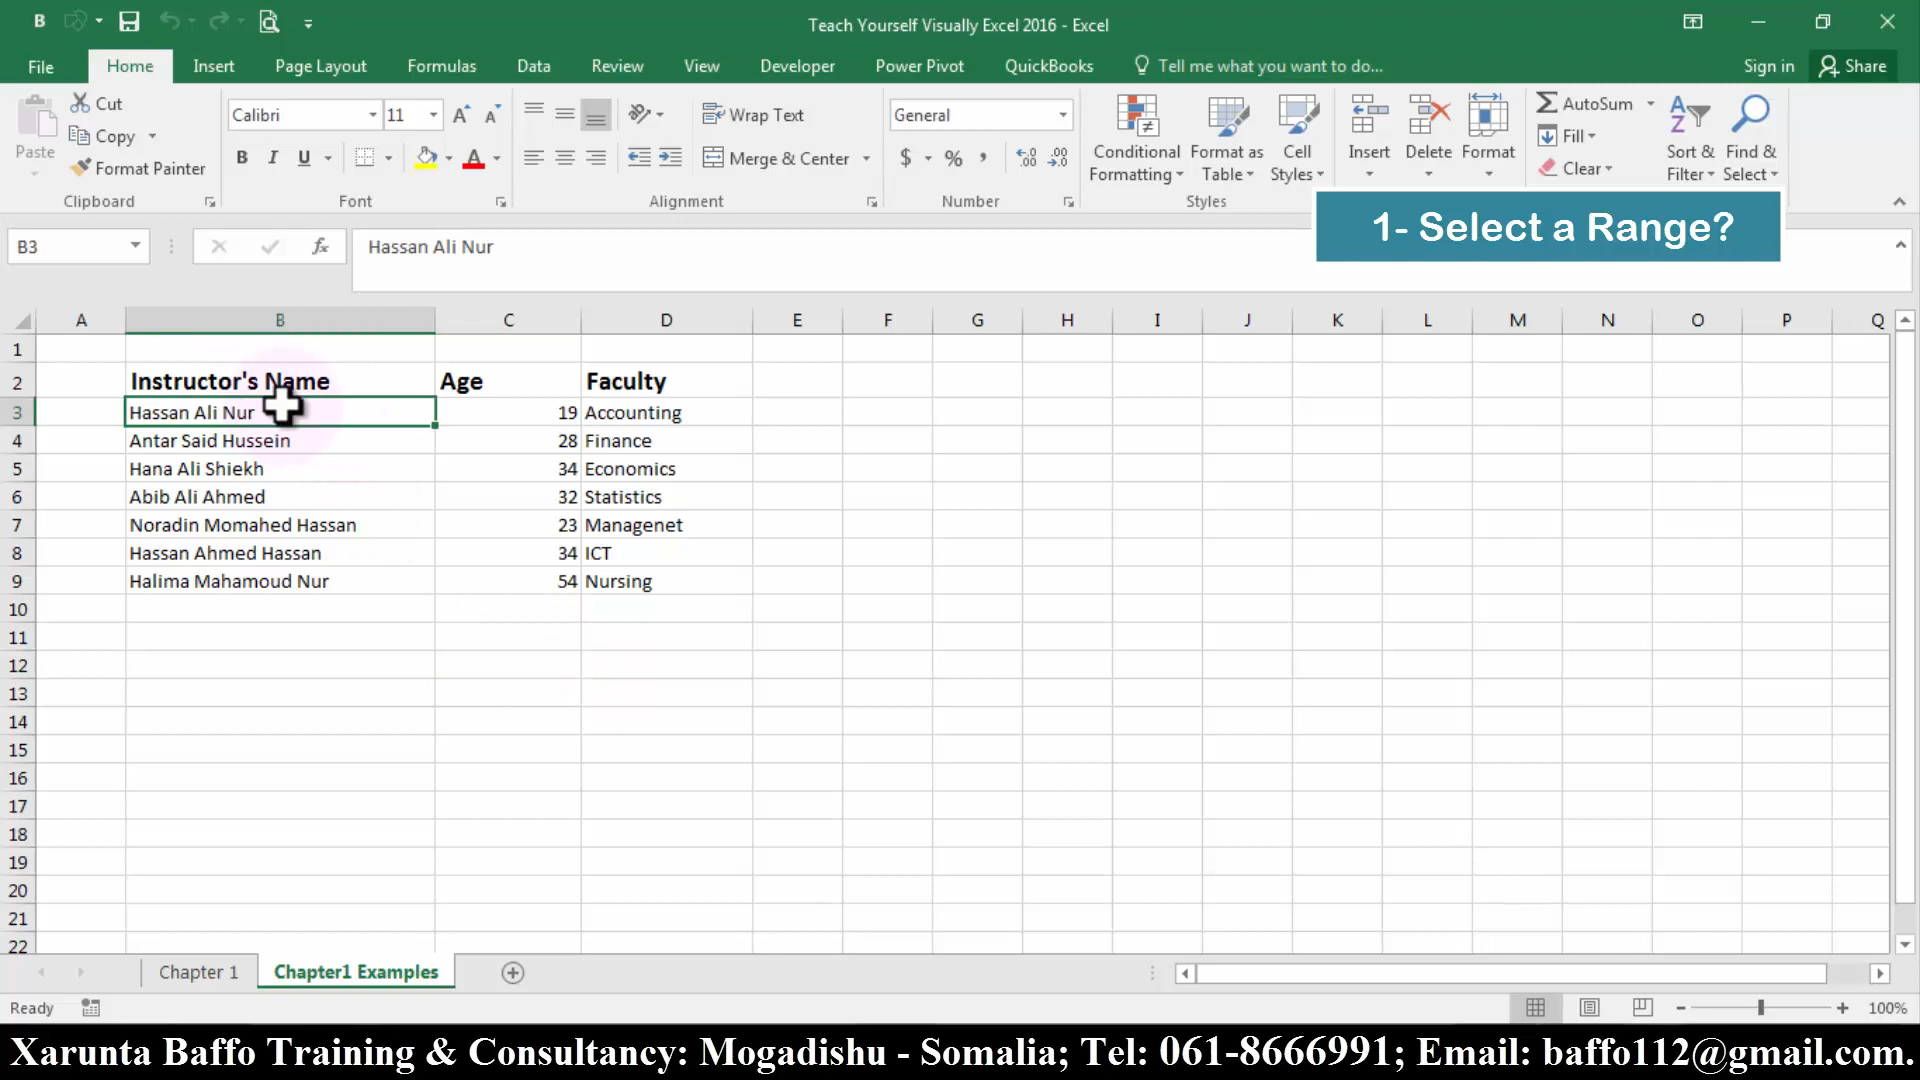 B
Teach Yourself Visually Excel 2016 - Excel
File Home Insert Page Layout Formulas Data Review View Developer Power Pivot QuickBooks Tell me what you want to do... Sign in Share
Paste
Cut
Copy
Format Painter
Clipboard
Calibri 11
B I U A
Font
Wrap Text
Merge & Center
Alignment
General
$ % ,
Number
Conditional Formatting
Format as Table
Cell Styles
Styles
Insert Delete Format
AutoSum
Fill
Clear
Sort & Filter
Find & Select
1- Select a Range?
B3 fx Hassan Ali Nur
A B C D E F G H I J K L M N O P Q
1
2 Instructor's Name Age Faculty
3 Hassan Ali Nur 19 Accounting
4 Antar Said Hussein 28 Finance
5 Hana Ali Shiekh 34 Economics
6 Abib Ali Ahmed 32 Statistics
7 Noradin Momahed Hassan 23 Managenet
8 Hassan Ahmed Hassan 34 ICT
9 Halima Mahamoud Nur 54 Nursing
10
11
12
13
14
15
16
17
18
19
20
21
22
Chapter 1 Chapter1 Examples
Ready 100%
Xarunta Baffo Training & Consultancy: Mogadishu - Somalia; Tel: 061-8666991; Email: baffo112@gmail.com.